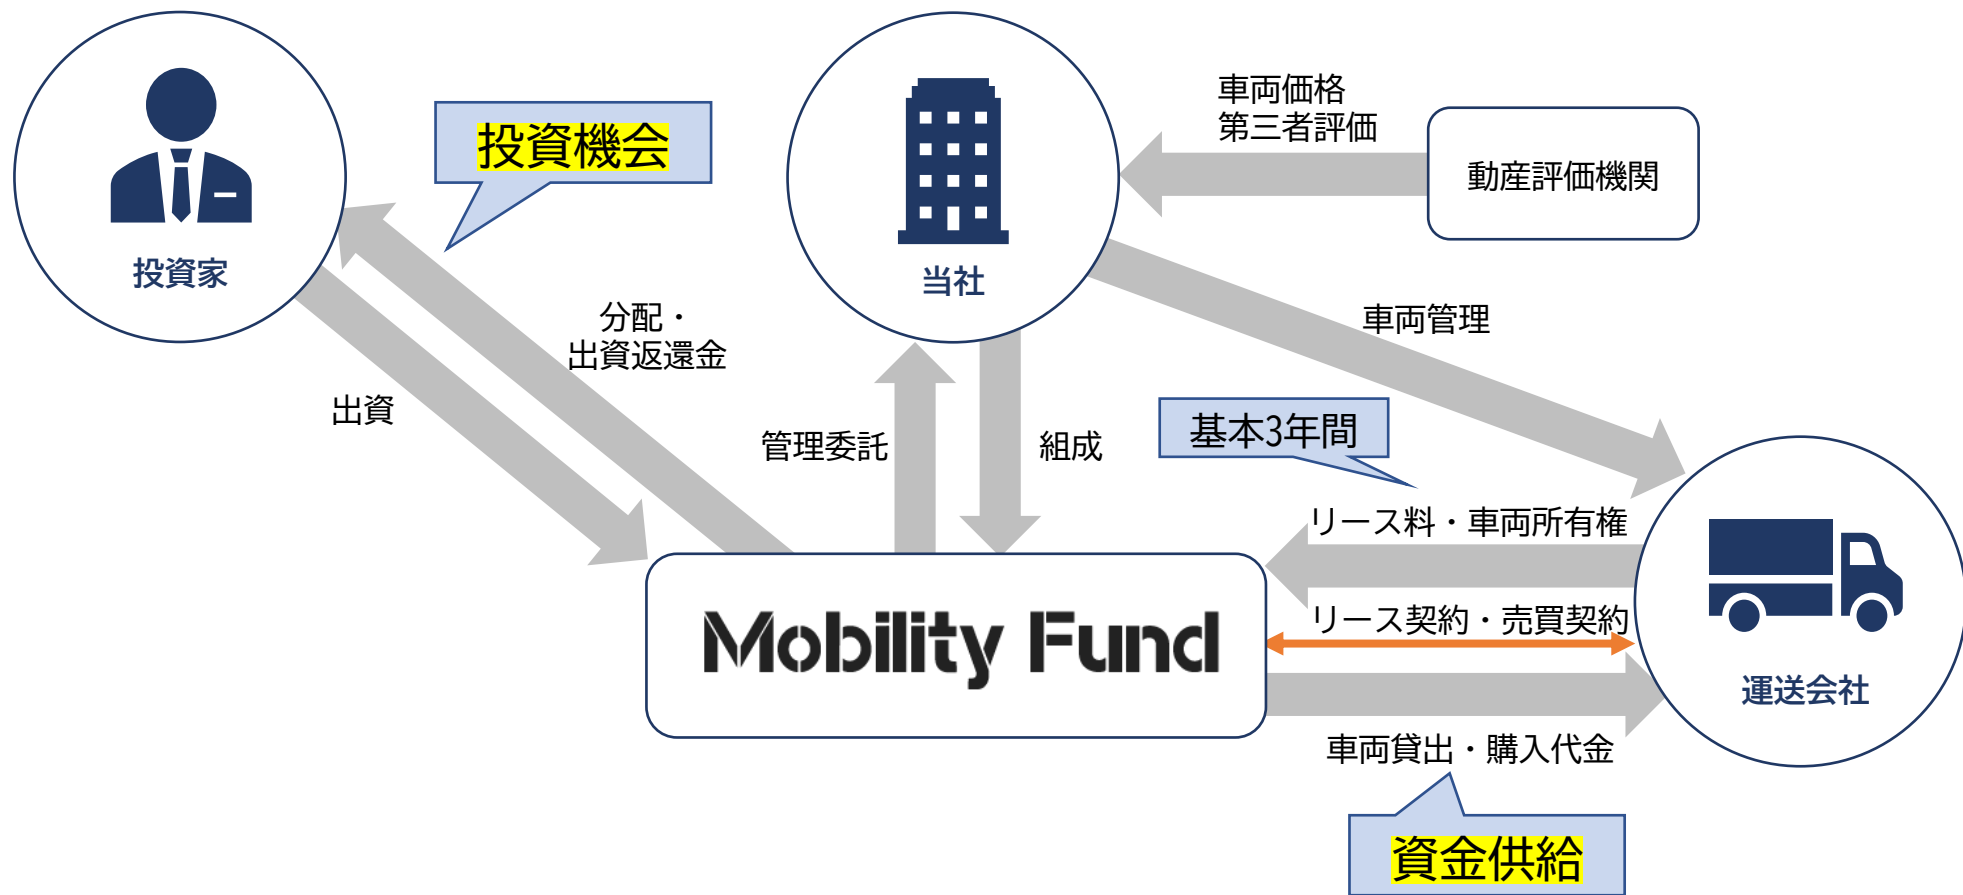 投資機会
車両価格
第三者評価
動産評価機関
投資家
当社
分配・
出資返還金
車両管理
出資
管理委託
組成
基本3年間
リース料・車両所有権
リース契約・売買契約
Mobility Fund
運送会社
車両貸出・購入代金
資金供給